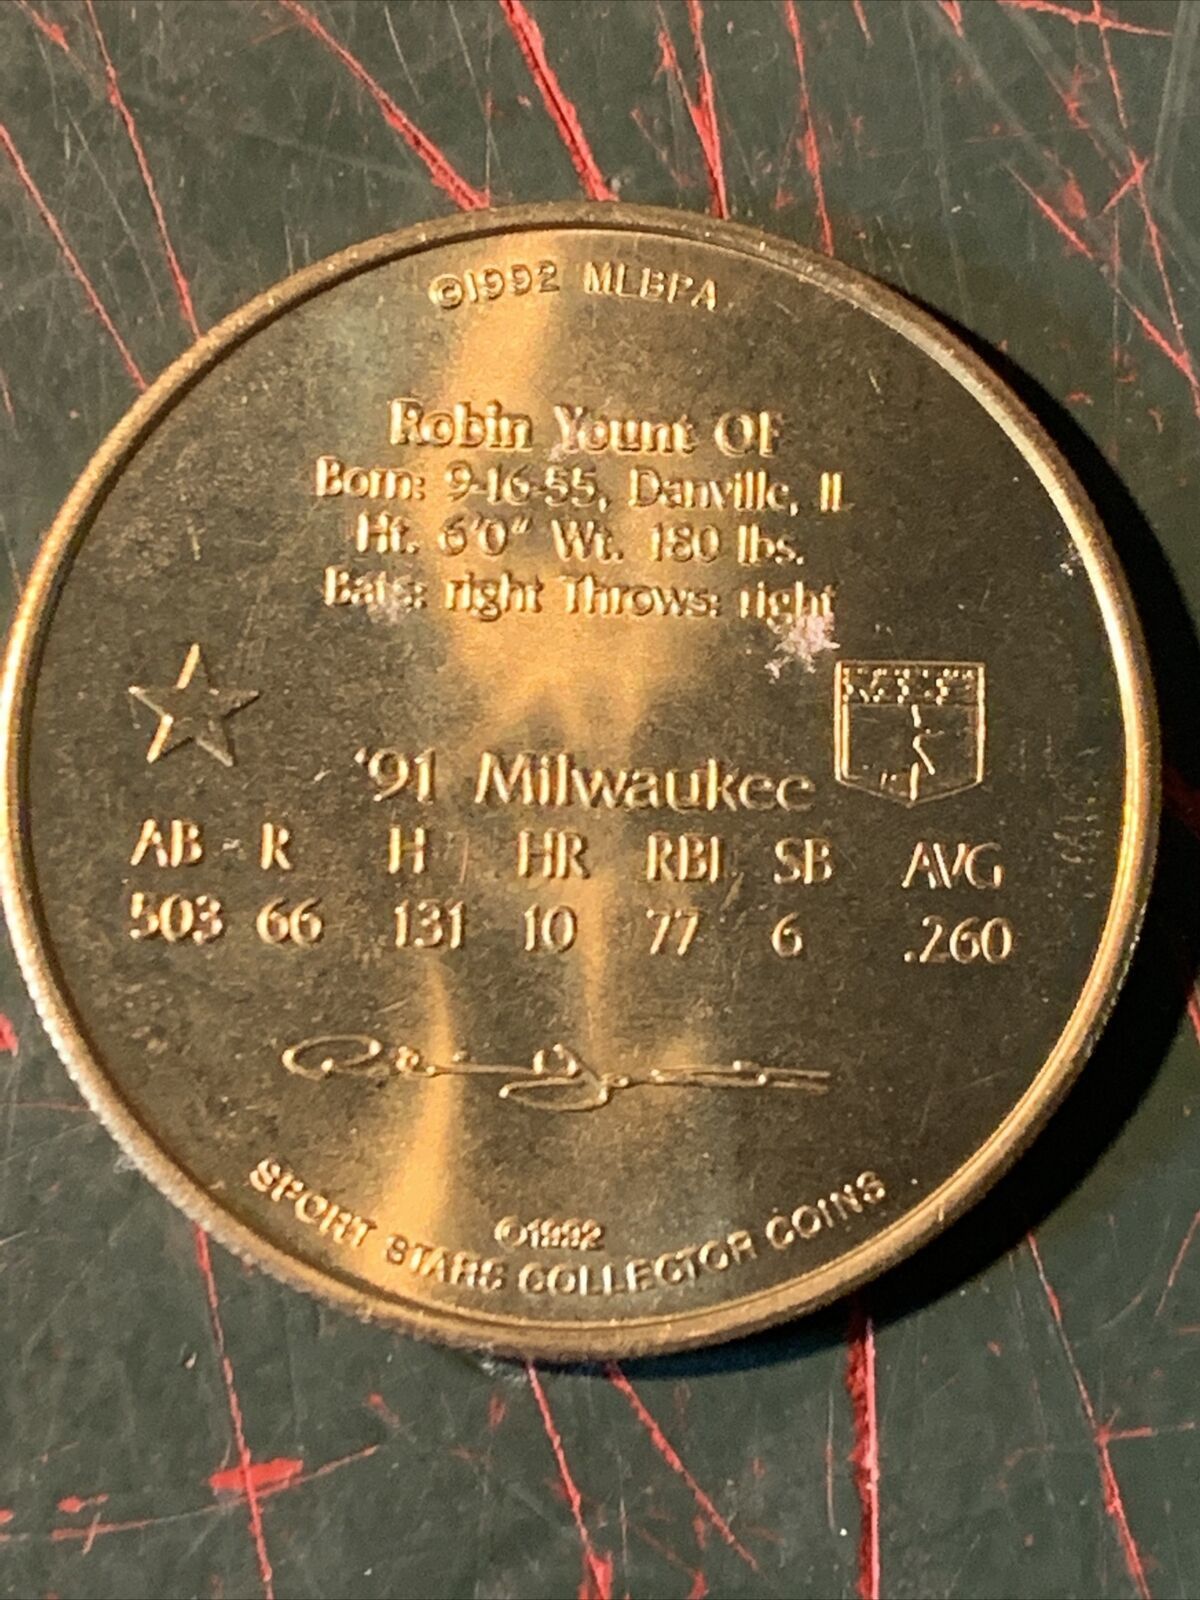 ©1992 MLBPA
Robin Yount OF
Born: 9-16-55, Danville, IL
Ht. 6'0" Wt. 180 lbs.
Bats: right Throws: right
'91 Milwaukee
AB R H HR RBI SB AVG
503 66 131 10 77 6 .260
Robin Yount
©1992
SPORT STARS COLLECTOR COINS